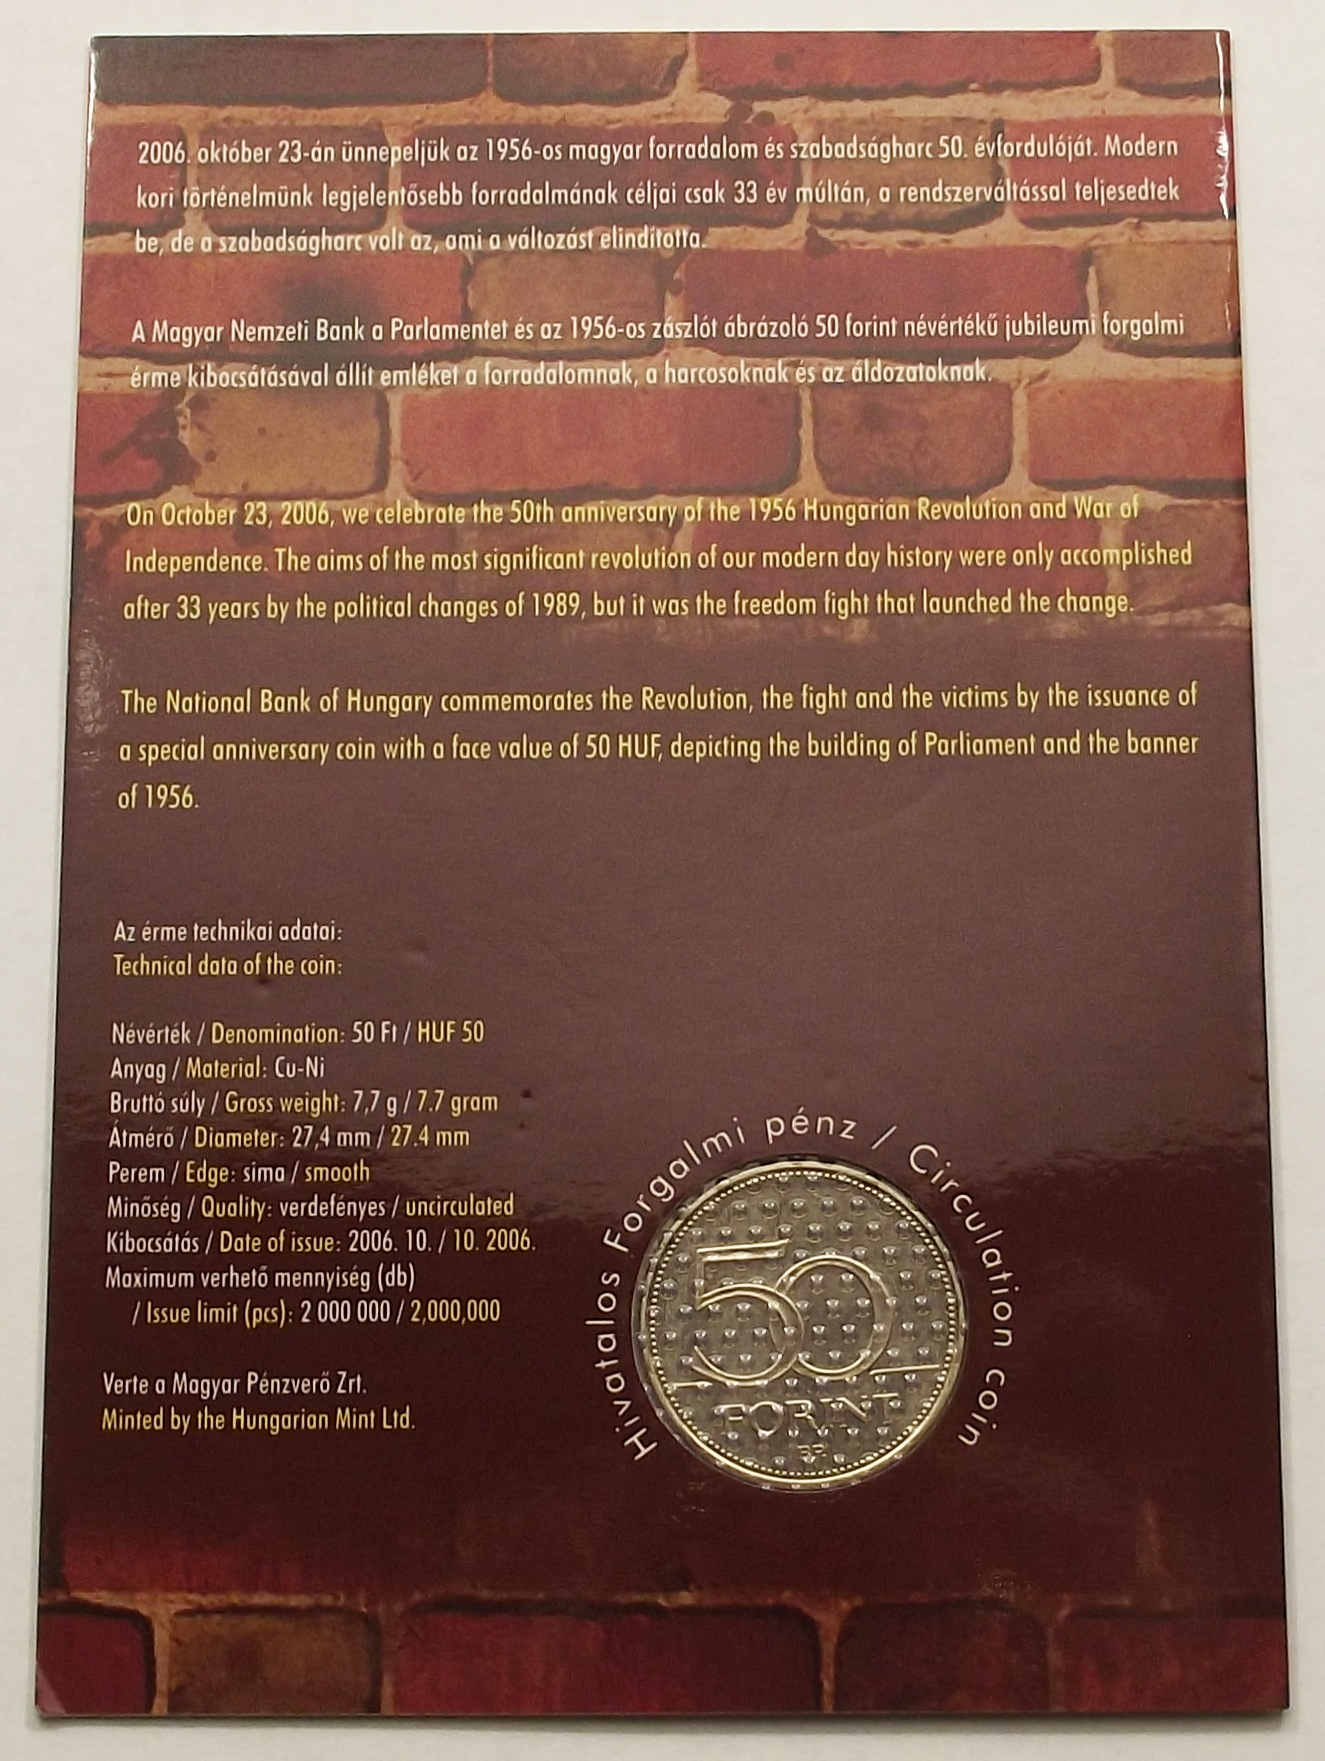 2006. október 23-án ünnepeljük az 1956-os magyar forradalom és szabadságharc 50. évfordulóját. Modern
kori történelmünk legjelentősebb forradalmának céljai csak 33 év múltán, a rendszerváltással teljesedtek
be, de a szabadságharc volt az, ami a változást elindította.
A Magyar Nemzeti Bank a Parlamentet és az 1956-os zászlót ábrázoló 50 forint névértékű jubileumi forgalmi
érme kibocsátásával állít emléket a forradalomnak, a harcosoknak és az áldozatoknak.
On October 23, 2006, we celebrate the 50th anniversary of the 1956 Hungarian Revolution and War of
Independence. The aims of the most significant revolution of our modern day history were only accomplished
after 33 years by the political changes of 1989, but it was the freedom fight that launched the change.
The National Bank of Hungary commemorates the Revolution, the fight and the victims by the issuance of
a special anniversary coin with a face value of 50 HUF, depicting the building of Parliament and the banner
of 1956.
Az érme technikai adatai:
Technical data of the coin:
Névérték / Denomination: 50 Ft / HUF 50
Anyag / Material: Cu-Ni
Bruttó súly / Gross weight: 7,7 g / 7.7 gram
Átmérő / Diameter: 27,4 mm / 27.4 mm
Perem / Edge: sima / smooth
Minőség / Quality: verdefényes / uncirculated
Kibocsátás / Date of issue: 2006. 10. / 10. 2006.
Maximum verhető mennyiség (db)
/ Issue limit (pcs): 2 000 000 / 2,000,000
Verte a Magyar Pénzverő Zrt.
Minted by the Hungarian Mint Ltd.
Hivatalos Forgalmi pénz / Circulation coin
50
FORINT
BP.